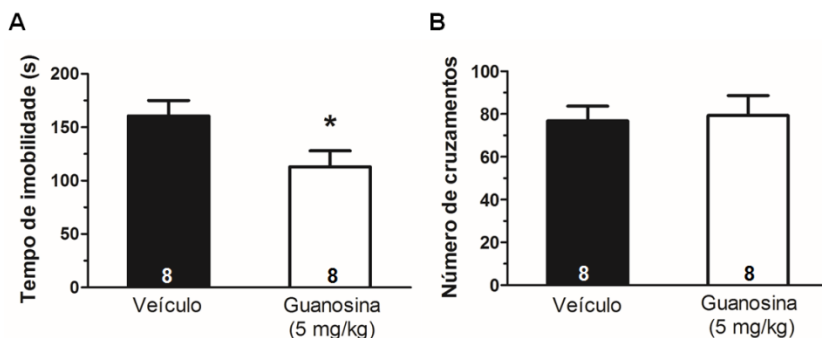 A
Tempo de imobilidade (s)
200
150
100
50
0
*
8
8
Veículo
Guanosina
(5 mg/kg)
B
Número de cruzamentos
100
80
60
40
20
0
8
8
Veículo
Guanosina
(5 mg/kg)